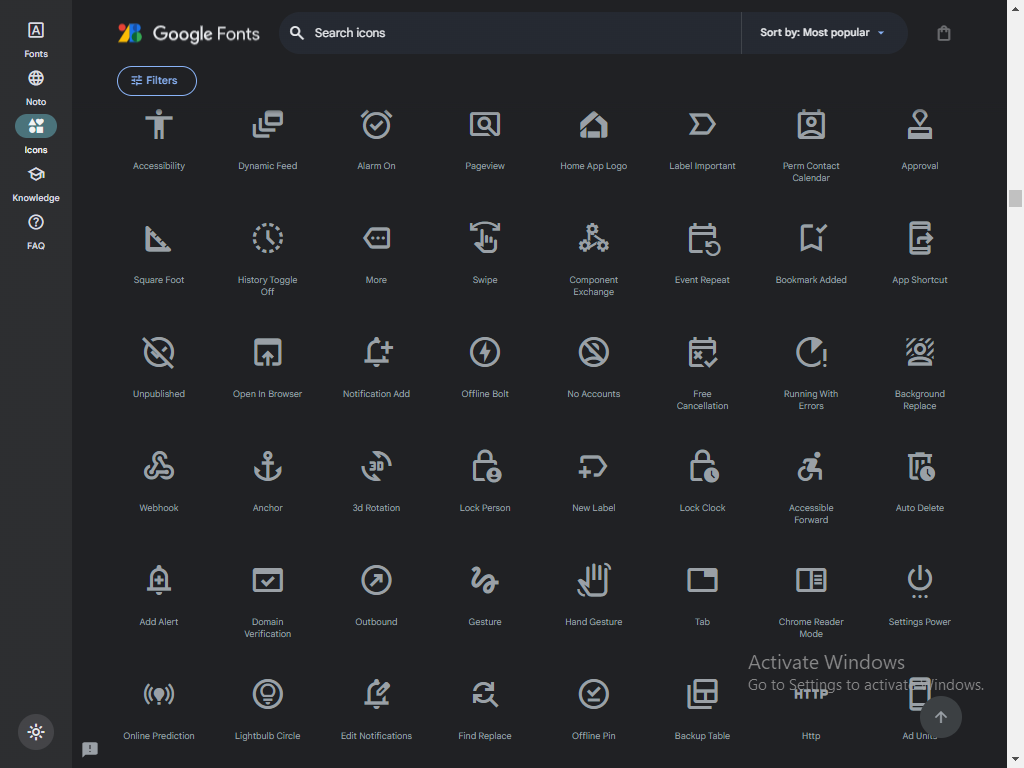 Google Fonts
Search icons
Sort by: Most popular
Fonts
Noto
Icons
Knowledge
FAQ
Filters
Accessibility
Dynamic Feed
Alarm On
Pageview
Home App Logo
Label Important
Perm Contact
Calendar
Approval
Square Foot
History Toggle
Off
More
Swipe
Component
Exchange
Event Repeat
Bookmark Added
App Shortcut
Unpublished
Open In Browser
Notification Add
Offline Bolt
No Accounts
Free
Cancellation
Running With
Errors
Background
Replace
Webhook
Anchor
3D
3d Rotation
Lock Person
New Label
Lock Clock
Accessible
Forward
Auto Delete
Add Alert
Domain
Verification
Outbound
Gesture
Hand Gesture
Tab
Chrome Reader
Mode
Settings Power
Activate Windows
Go to Settings to activate Windows.
HTTP
Online Prediction
Lightbulb Circle
Edit Notifications
Find Replace
Offline Pin
Backup Table
Http
Ad Units